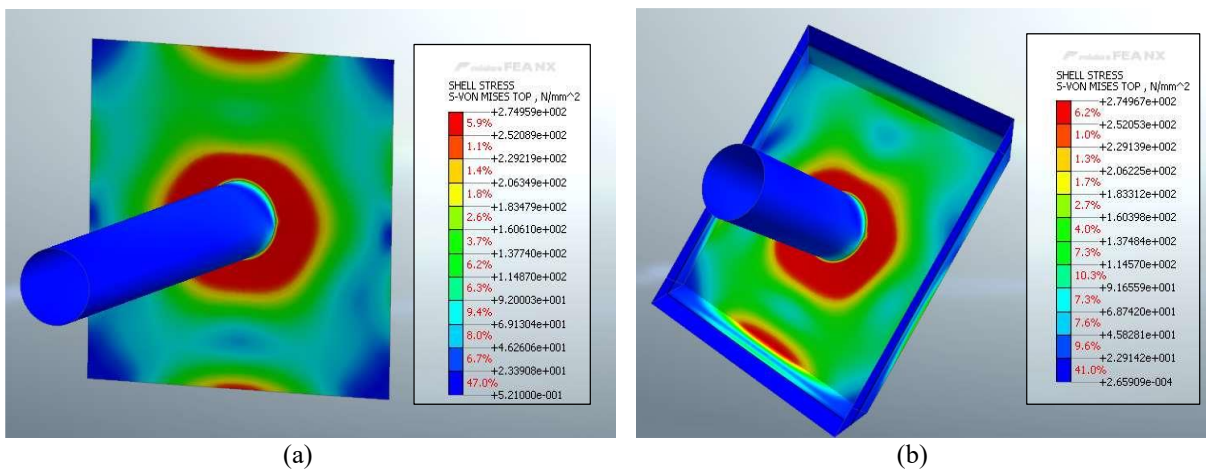 midas FEA NX
SHELL STRESS
S-VON MISES TOP , N/mm^2
+2.74959e+002
5.9%
+2.52089e+002
1.1%
+2.29219e+002
1.4%
+2.06349e+002
1.8%
+1.83479e+002
2.6%
+1.60610e+002
3.7%
+1.37740e+002
6.2%
+1.14870e+002
6.3%
+9.20003e+001
9.4%
+6.91304e+001
8.0%
+4.62606e+001
6.7%
+2.33908e+001
47.0%
+5.21000e-001
(a)
midas FEA NX
SHELL STRESS
S-VON MISES TOP , N/mm^2
+2.74967e+002
6.2%
+2.52053e+002
1.0%
+2.29139e+002
1.3%
+2.06225e+002
1.7%
+1.83312e+002
2.7%
+1.60398e+002
4.0%
+1.37484e+002
7.3%
+1.14570e+002
10.3%
+9.16559e+001
7.3%
+6.87420e+001
7.6%
+4.58281e+001
9.6%
+2.29142e+001
41.0%
+2.65909e-004
(b)